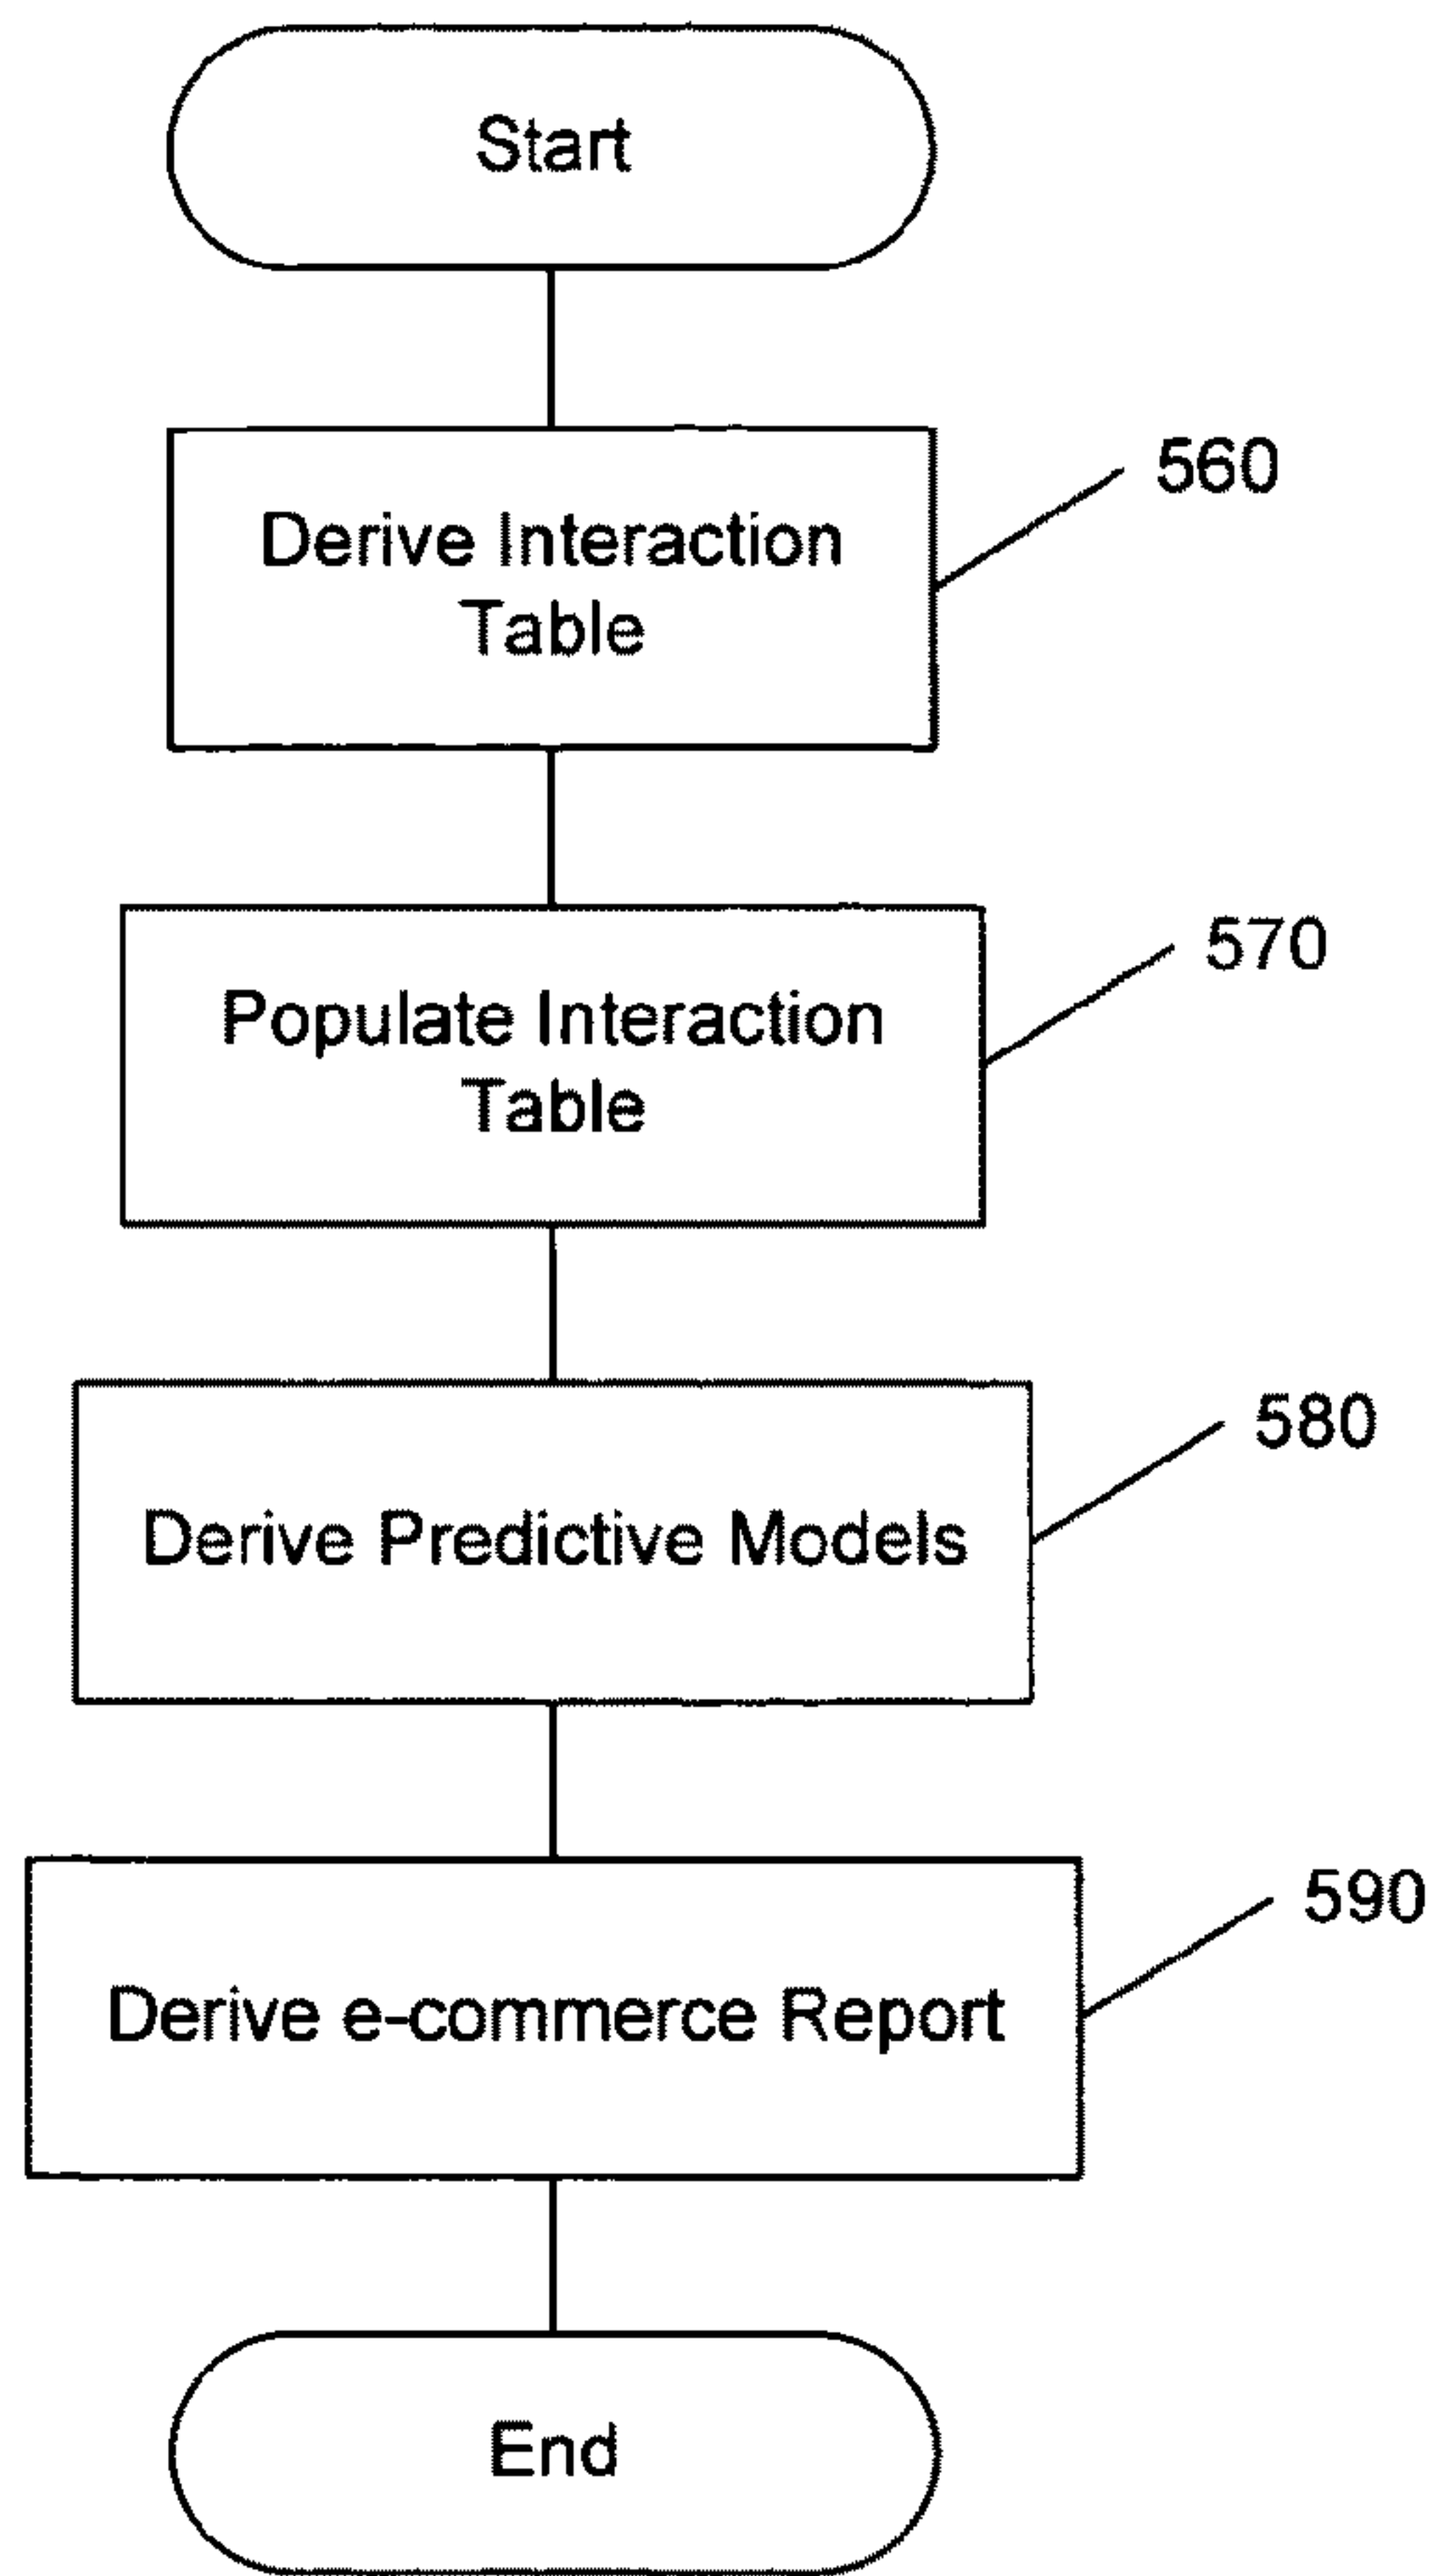 Start
560
Derive Interaction
Table
570
Populate Interaction
Table
580
Derive Predictive Models
590
Derive e-commerce Report
End